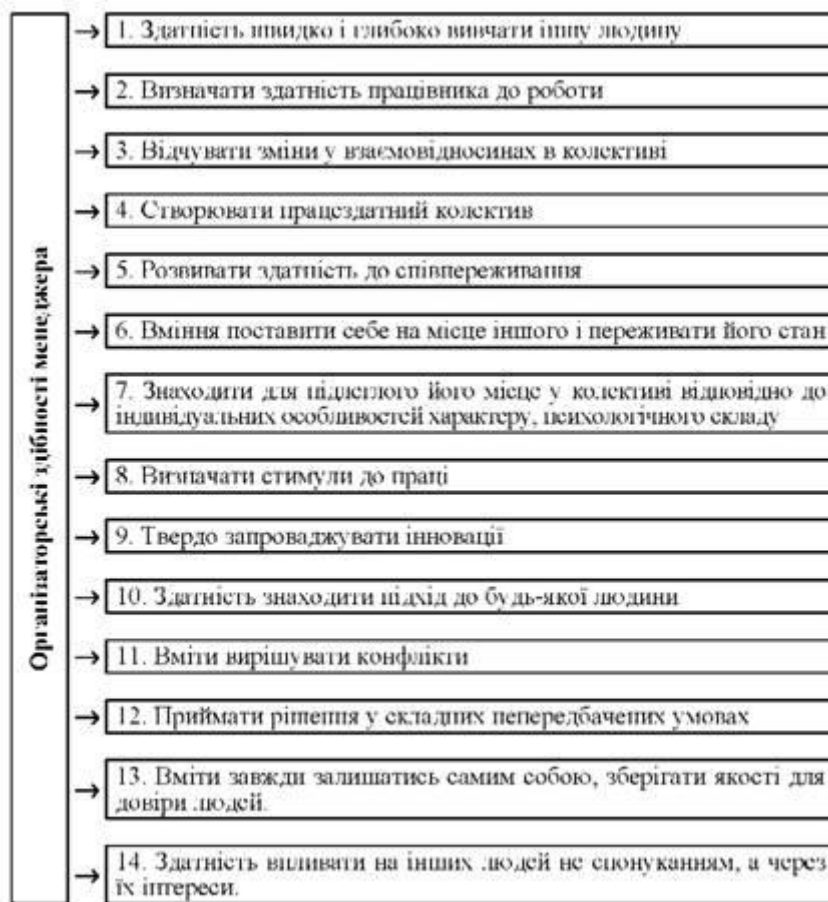 Організаторські здібності менеджера
1. Здатність швидко і глибоко вивчати іншу людину
2. Визначати здатність працівника до роботи
3. Відчувати зміни у взаємовідносинах в колективі
4. Створювати працездатний колектив
5. Розвивати здатність до співпереживання
6. Вміння поставити себе на місце іншого і переживати його стан
7. Знаходити для підлеглого його місце у колективі відповідно до
індивідуальних особливостей характеру, психологічного складу
8. Визначати стимули до праці
9. Твердо запроваджувати інновації
10. Здатність знаходити підхід до будь-якої людини
11. Вміти вирішувати конфлікти
12. Приймати рішення у складних непередбачених умовах
13. Вміти завжди залишатись самим собою, зберігати якості для
довіри людей.
14. Здатність впливати на інших людей не спонуканням, а через
їх інтереси.